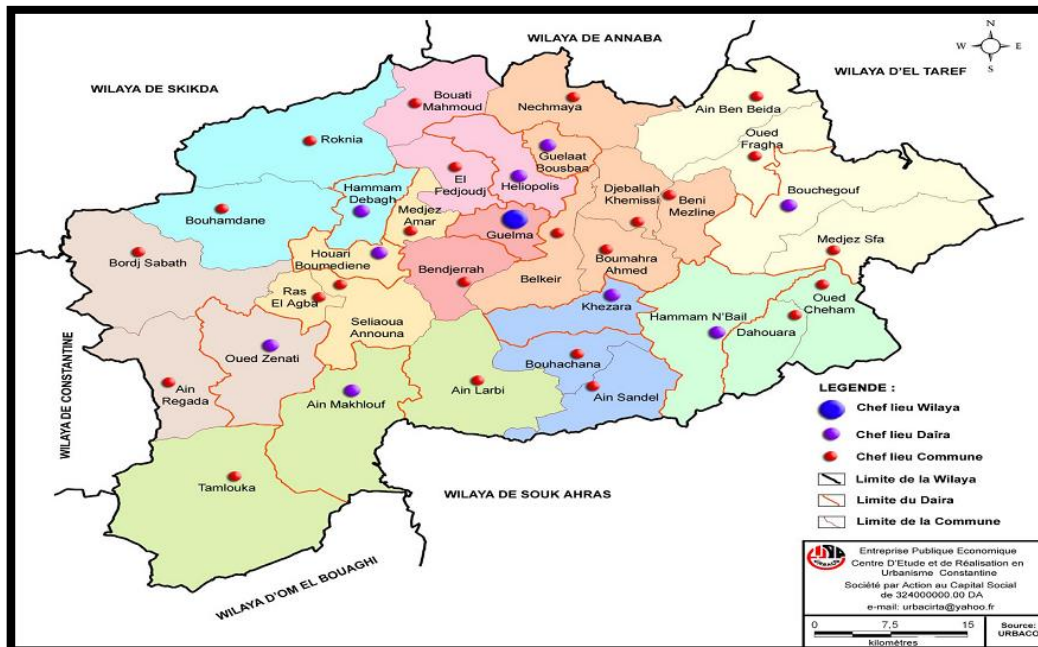 WILAYA DE ANNABA
N
W
E
S
WILAYA DE SKIKDA
WILAYA D'EL TAREF
Bouati
Mahmoud
Nechmaya
Ain Ben Beida
Roknia
Oued
Fragha
Guelaat
Bousbaa
El
Fedjoudj
Heliopolis
Hammam
Debagh
Djeballah
Khemissi
Beni
Mezline
Bouchegouf
Bouhamdane
Medjez
Amar
Guelma
Medjez Sfa
Bordj Sabath
Houari
Boumediene
Bendjerrah
Belkeir
Boumahra
Ahmed
Ras
El Agba
Khezara
Oued
Cheham
Seliaoua
Announa
Hammam N'Bail
Dahouara
Oued Zenati
Bouhachana
Ain
Regada
Ain Makhlouf
Ain Larbi
Ain Sandel
WILAYA DE CONSTANTINE
Tamlouka
WILAYA DE SOUK AHRAS
WILAYA D'OM EL BOUAGHI
LEGENDE :
Chef lieu Wilaya
Chef lieu Daïra
Chef lieu Commune
Limite de la Wilaya
Limite du Daira
Limite de la Commune
Entreprise Publique Economique
Centre D'Etude et de Réalisation en
Urbanisme Constantine
Société par Action au Capital Social
de 324000000.00 DA
e-mail: urbacirta@yahoo.fr
0 7,5 15
kilomètres
Source:
URBACO